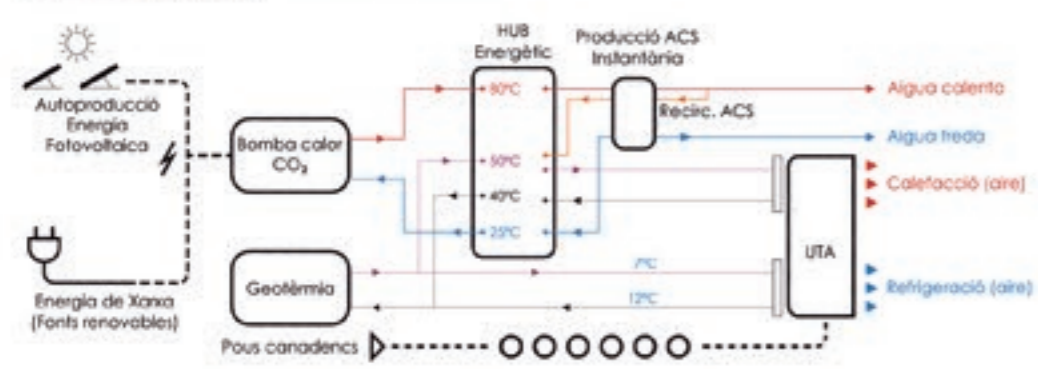 HUB
Energètic
Producció ACS
Instantània
Autoproducció
Energia
Fotovoltaica
Bomba calor
CO₂
80ºC
50ºC
40ºC
25ºC
Recirc. ACS
Aigua calenta
Aigua freda
Calefacció (aire)
UTA
Refrigeració (aire)
Geotèrmia
7ºC
12ºC
Energia de Xarxa
(Fonts renovables)
Pous canadencs